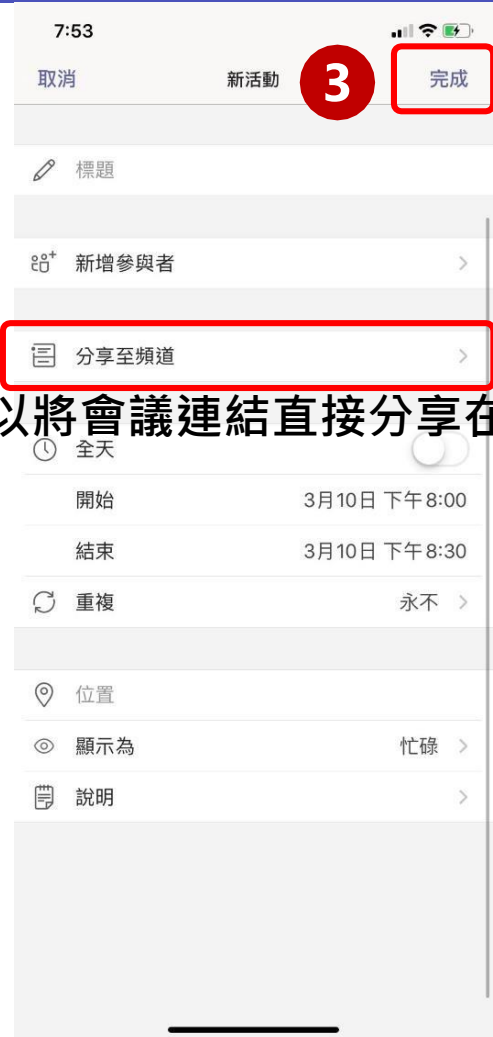 7:53
取消 新活動 3 完成
標題
新增參與者
分享至頻道
以將會議連結直接分享在
全天
開始 3月10日 下午8:00
結束 3月10日 下午8:30
重複 永不
位置
顯示為 忙碌
說明